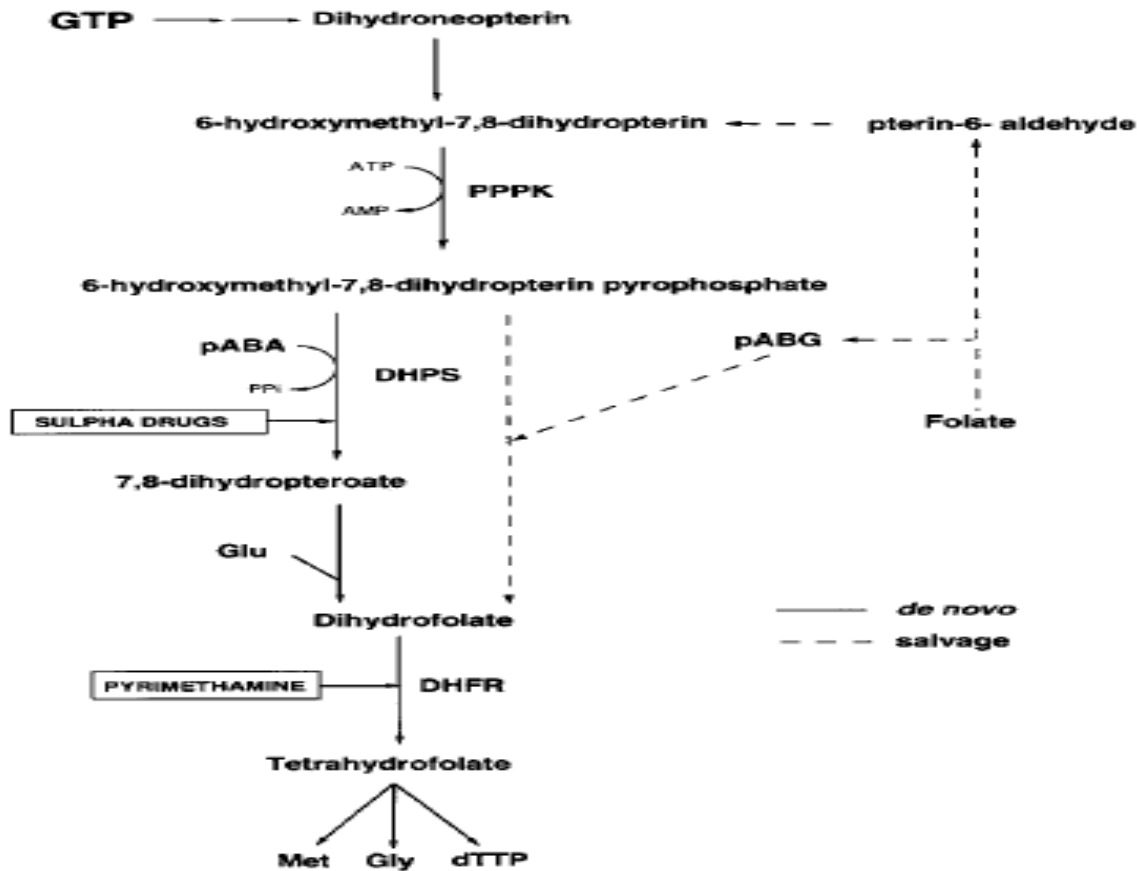 GTP
Dihydroneopterin
6-hydroxymethyl-7,8-dihydropterin
pterin-6- aldehyde
ATP
PPPK
AMP
6-hydroxymethyl-7,8-dihydropterin pyrophosphate
pABA
pABG
DHPS
PPi
SULPHA DRUGS
Folate
7,8-dihydropteroate
Glu
de novo
Dihydrofolate
salvage
PYRIMETHAMINE
DHFR
Tetrahydrofolate
Met Gly dTTP